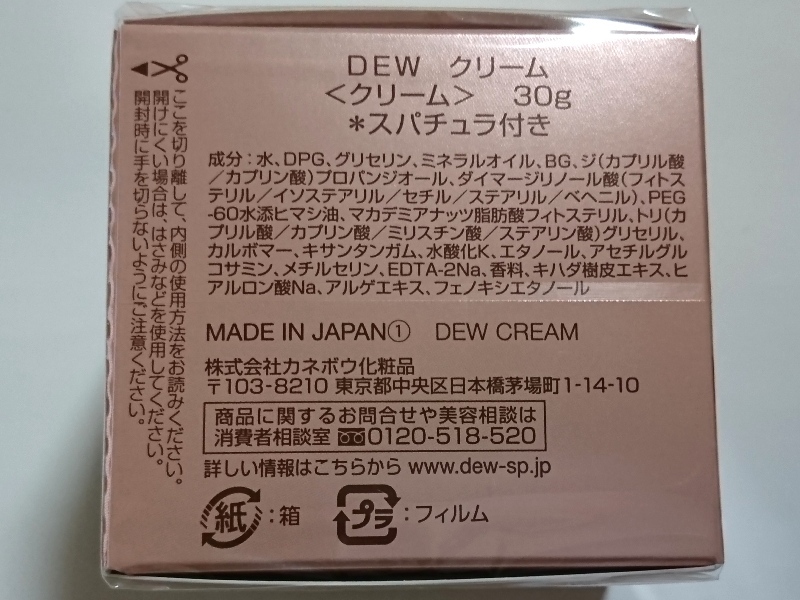 DEW クリーム
<クリーム> 30g
*スパチュラ付き
成分:水、DPG、グリセリン、ミネラルオイル、BG、ジ(カプリル酸
/カプリン酸)プロパンジオール、ダイマージリノール酸(フィトス
テリル/イソステアリル/セチル/ステアリル/ベヘニル)、PEG
-60水添ヒマシ油、マカデミアナッツ脂肪酸フィトステリル、トリ(カ
プリル酸/カプリン酸/ミリスチン酸/ステアリン酸)グリセリル、
カルボマー、キサンタンガム、水酸化K、エタノール、アセチルグル
コサミン、メチルセリン、EDTA-2Na、香料、キハダ樹皮エキス、ヒ
アルロン酸Na、アルゲエキス、フェノキシエタノール
MADE IN JAPAN① DEW CREAM
株式会社カネボウ化粧品
〒103-8210 東京都中央区日本橋茅場町1-14-10
商品に関するお問合せや美容相談は
消費者相談室 0120-518-520
詳しい情報はこちらから www.dew-sp.jp
紙:箱
プラ:フィルム
ここを切り離して、内側の使用方法をお読みください。
開けにくい場合は、はさみなどを使用してください。
開封時に手を切らないようにご注意ください。